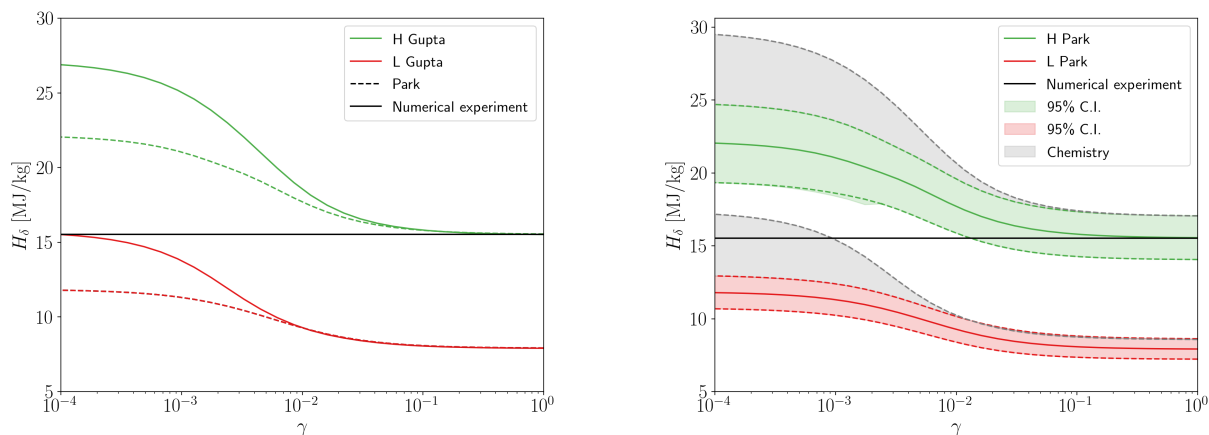 30
25
20
15
10
5
H_δ [MJ/kg]
10^{-4}
10^{-3}
10^{-2}
10^{-1}
10^{0}
γ
H Gupta
L Gupta
Park
Numerical experiment
30
25
20
15
10
5
H_δ [MJ/kg]
10^{-4}
10^{-3}
10^{-2}
10^{-1}
10^{0}
γ
H Park
L Park
Numerical experiment
95% C.I.
95% C.I.
Chemistry